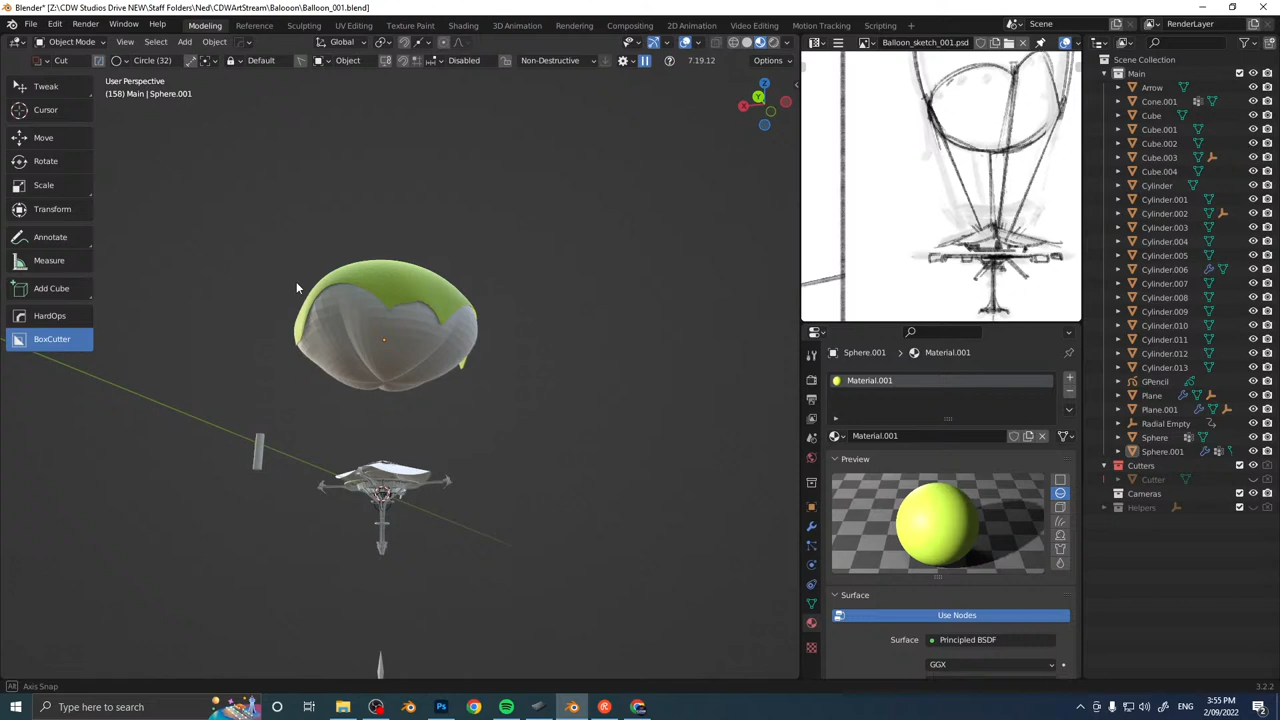 Blender* [Z:\CDW Studios Drive NEW\Staff Folders\Ned\CDWArtStream\Balooon\Balloon_001.blend]
File Edit Render Window Help Modeling Reference Sculpting UV Editing Texture Paint Shading 3D Animation Rendering Compositing 2D Animation Video Editing Scripting Scene RenderLayer
Object Mode View Select Add Object Global Balloon_sketch_001.psd
Cut Circle (32) Default Object Disabled Non-Destructive 7.19.12 Options
User Perspective
(158) Main | Sphere.001
Tweak
Cursor
Move
Rotate
Scale
Transform
Annotate
Measure
Add Cube
HardOps
BoxCutter
X
Y
Z
Scene Collection
Main
Arrow
Cone.001
Cube
Cube.001
Cube.002
Cube.003
Cube.004
Cylinder
Cylinder.001
Cylinder.002
Cylinder.003
Cylinder.004
Cylinder.005
Cylinder.006
Cylinder.007
Cylinder.008
Cylinder.009
Cylinder.010
Cylinder.011
Cylinder.012
Cylinder.013
GPencil
Plane
Plane.001
Radial Empty
Sphere
Sphere.001
Cutters
Cutter
Cameras
Helpers
Sphere.001 > Material.001
Material.001
Material.001
Preview
Surface
Use Nodes
Surface Principled BSDF
GGX
Alt Axis Snap
3.2.2
Type here to search
Ps
3:55 PM
2/09/2022